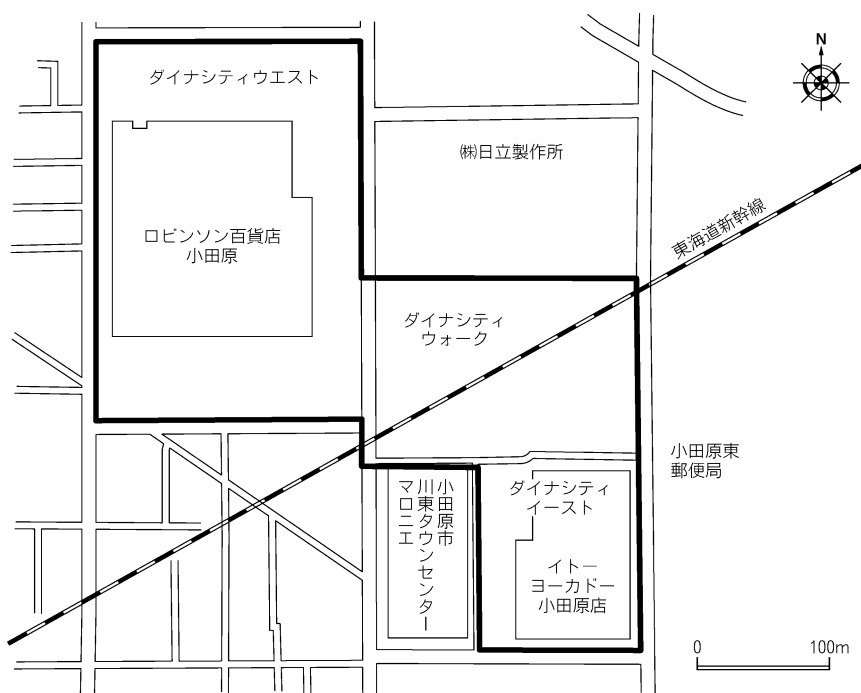 N
ダイナシティウエスト
㈱日立製作所
東海道新幹線
ロビンソン百貨店
小田原
ダイナシティ
ウォーク
小田原東
郵便局
小田原市
川東タウンセンター
マロニエ
ダイナシティ
イースト
イトー
ヨーカドー
小田原店
0 100m